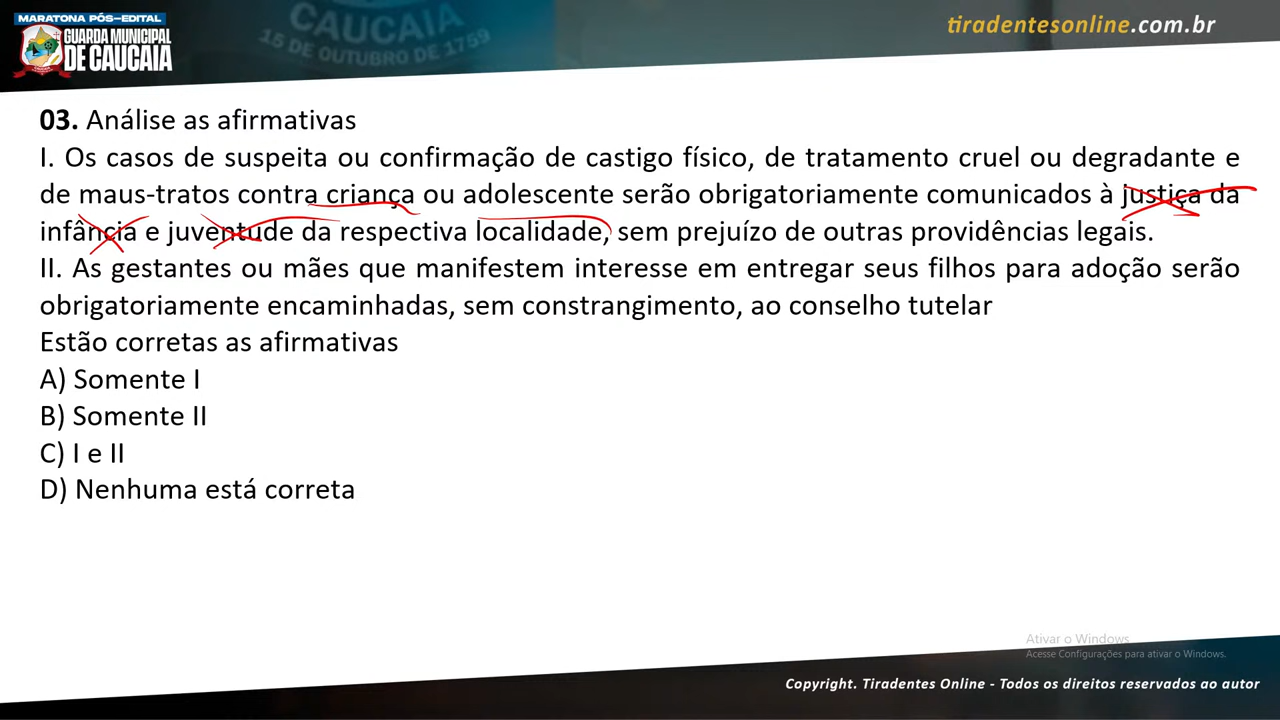 MARATONA PÓS-EDITAL
GUARDA MUNICIPAL
DE CAUCAIA
CAUCAIA
15 DE OUTUBRO DE 1759
tiradentesonline.com.br
03. Análise as afirmativas
I. Os casos de suspeita ou confirmação de castigo físico, de tratamento cruel ou degradante e
de maus-tratos contra criança ou adolescente serão obrigatoriamente comunicados à justiça da
infância e juventude da respectiva localidade, sem prejuízo de outras providências legais.
II. As gestantes ou mães que manifestem interesse em entregar seus filhos para adoção serão
obrigatoriamente encaminhadas, sem constrangimento, ao conselho tutelar
Estão corretas as afirmativas
A) Somente I
B) Somente II
C) I e II
D) Nenhuma está correta
Ativar o Windows
Acesse Configurações para ativar o Windows.
Copyright. Tiradentes Online - Todos os direitos reservados ao autor